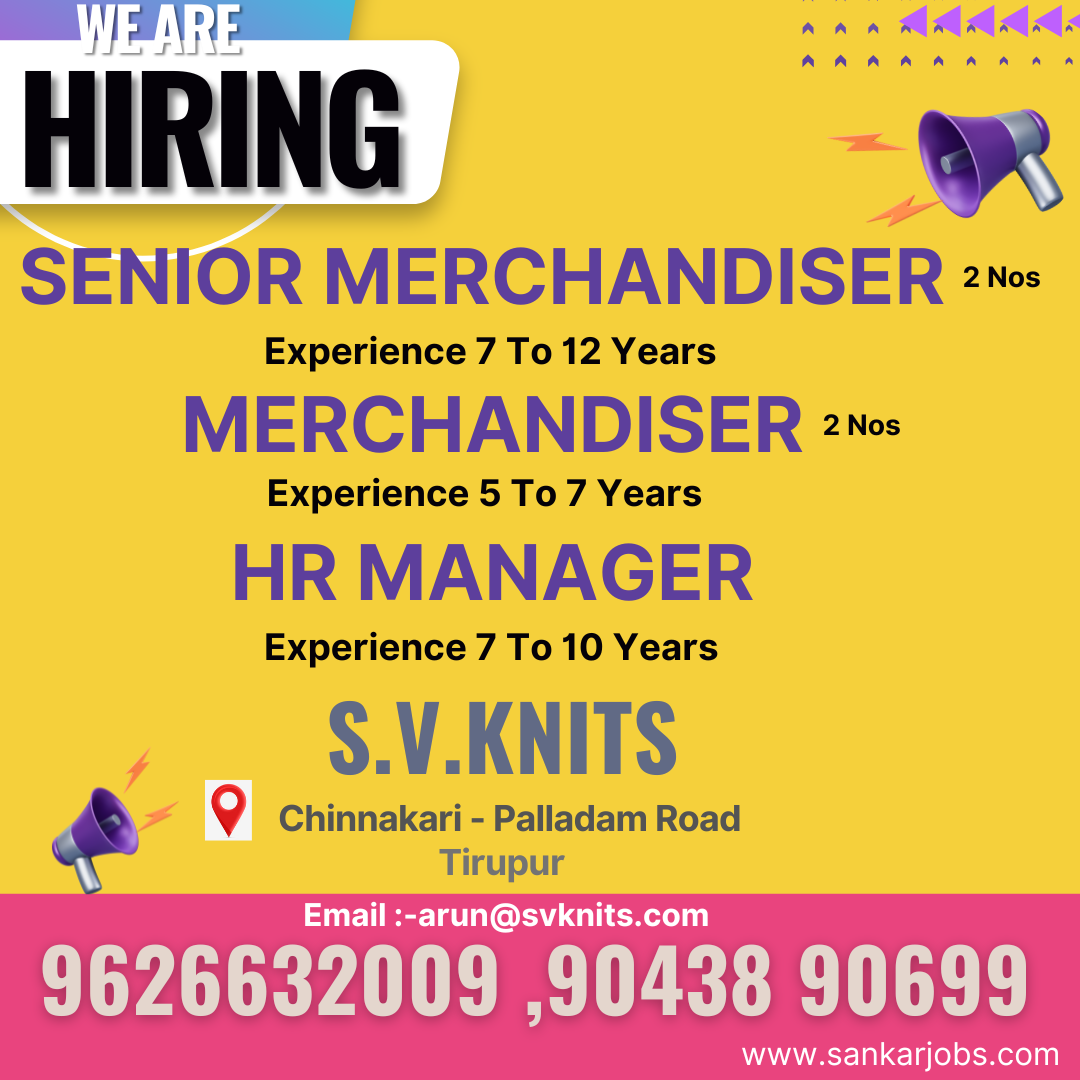 WE ARE
HIRING
SENIOR MERCHANDISER 2 Nos
Experience 7 To 12 Years
MERCHANDISER 2 Nos
Experience 5 To 7 Years
HR MANAGER
Experience 7 To 10 Years
S.V.KNITS
Chinnakari - Palladam Road
Tirupur
Email :-arun@svknits.com
9626632009 ,90438 90699
www.sankarjobs.com